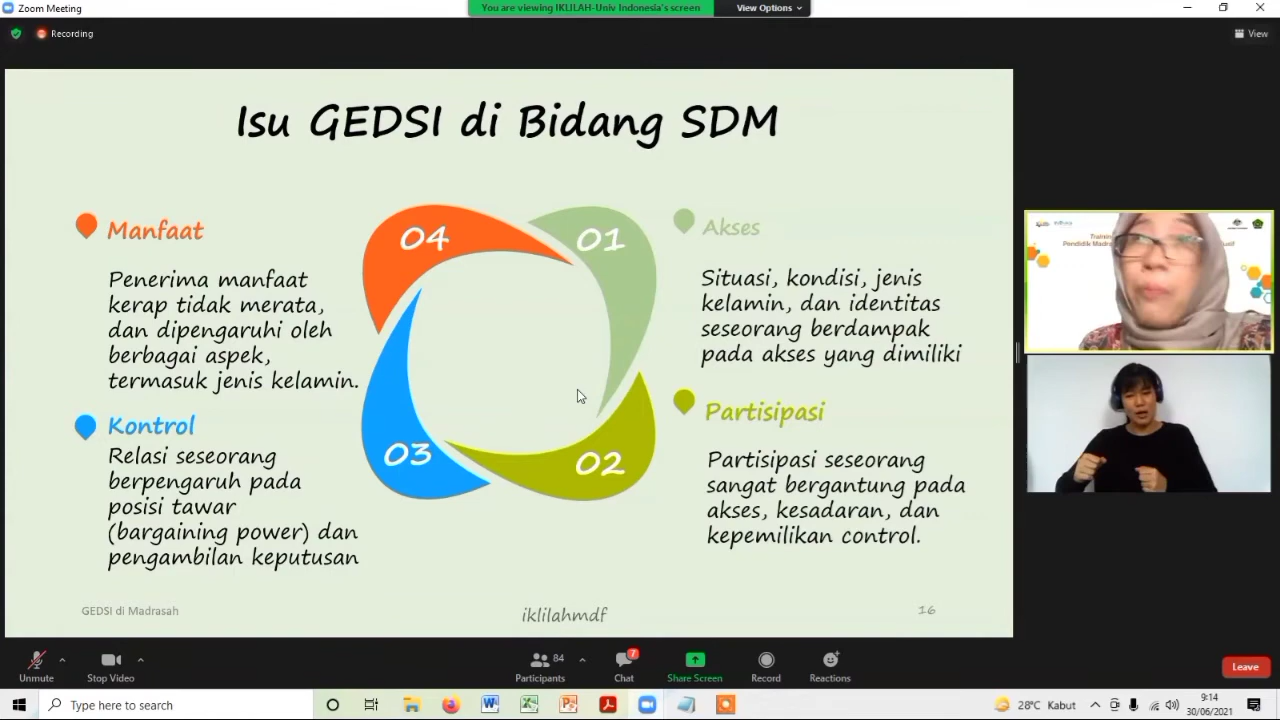 Zoom Meeting
You are viewing IKLILAH-Univ Indonesia's screen
View Options
Recording
View
Isu GEDSI di Bidang SDM
Manfaat
Penerima manfaat
kerap tidak merata,
dan dipengaruhi oleh
berbagai aspek,
termasuk jenis kelamin.
Kontrol
Relasi seseorang
berpengaruh pada
posisi tawar
(bargaining power) dan
pengambilan keputusan
04
01
03
02
Akses
Situasi, kondisi, jenis
kelamin, dan identitas
seseorang berdampak
pada akses yang dimiliki
Partisipasi
Partisipasi seseorang
sangat bergantung pada
akses, kesadaran, dan
kepemilikan control.
GEDSI di Madrasah
iklilahmdf
16
Training
Pendidik Madra
Unmute
Stop Video
84
Participants
7
Chat
Share Screen
Record
Reactions
Leave
Type here to search
28°C Kabut
9:14
30/06/2021